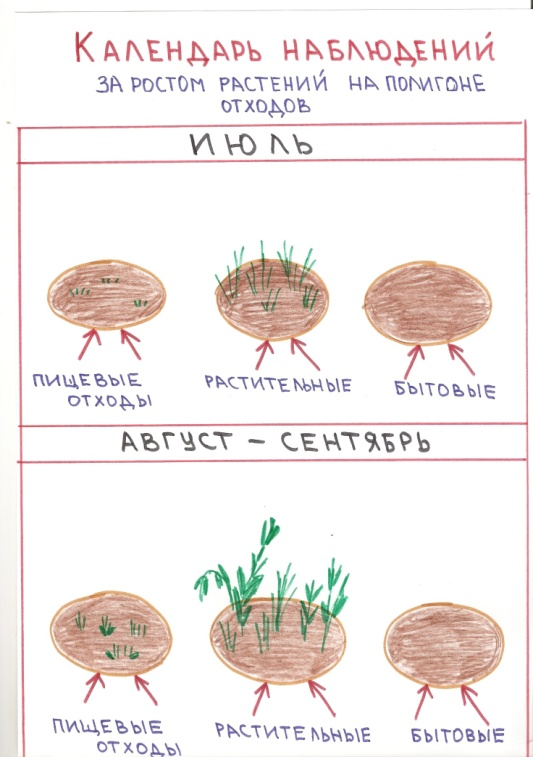 КАЛЕНДАРЬ НАБЛЮДЕНИЙ
ЗА РОСТОМ РАСТЕНИЙ НА ПОЛИГОНЕ
ОТХОДОВ
ИЮЛЬ
ПИЩЕВЫЕ
ОТХОДЫ
РАСТИТЕЛЬНЫЕ
БЫТОВЫЕ
АВГУСТ – СЕНТЯБРЬ
ПИЩЕВЫЕ
ОТХОДЫ
РАСТИТЕЛЬНЫЕ
БЫТОВЫЕ